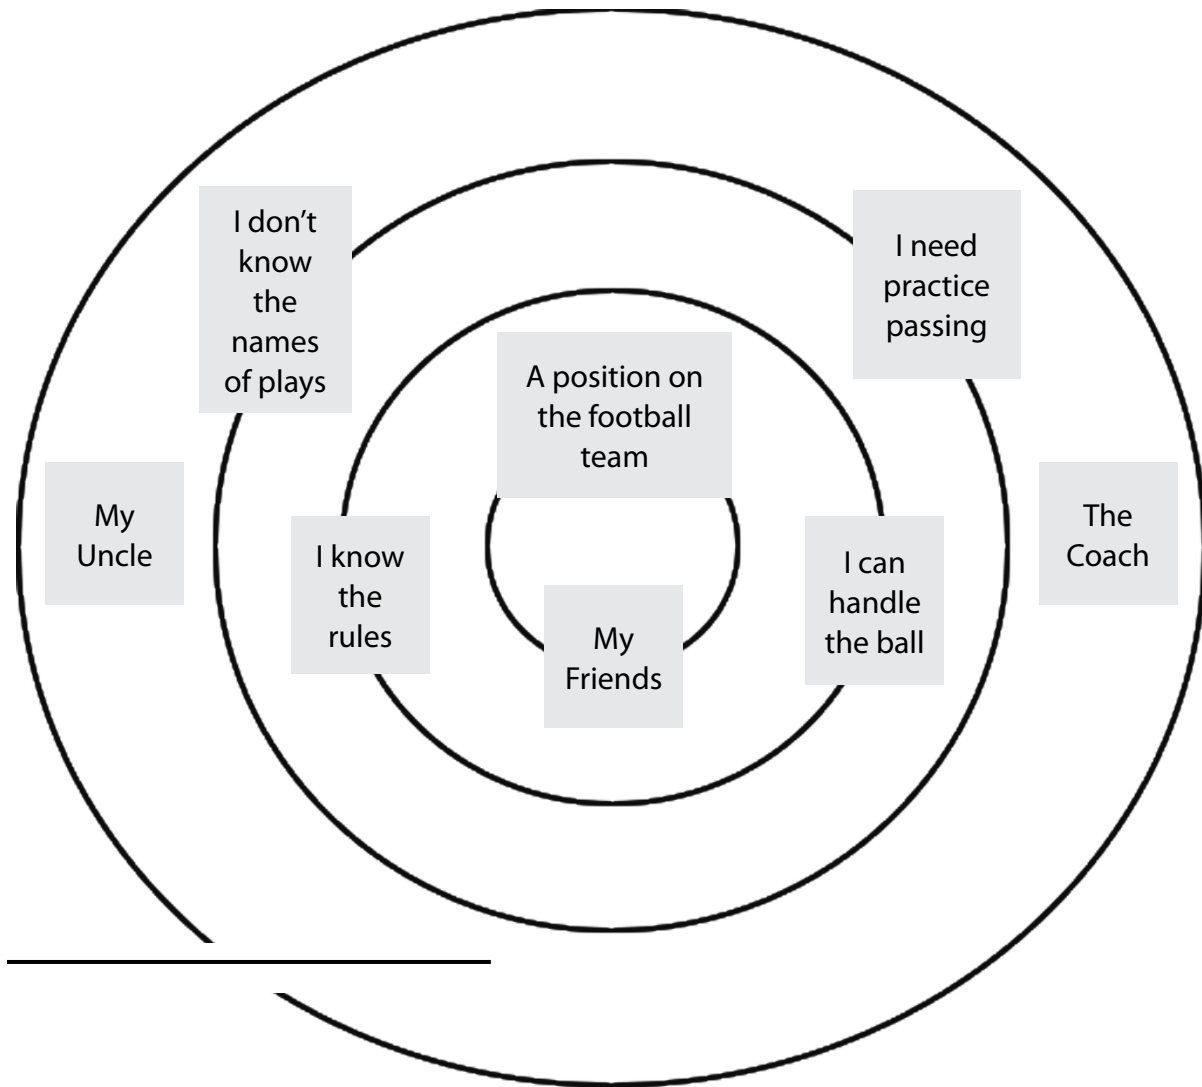 I don’t
know
the
names
of plays
I need
practice
passing
A position on
the football
team
My
Uncle
The
Coach
I know
the
rules
I can
handle
the ball
My
Friends